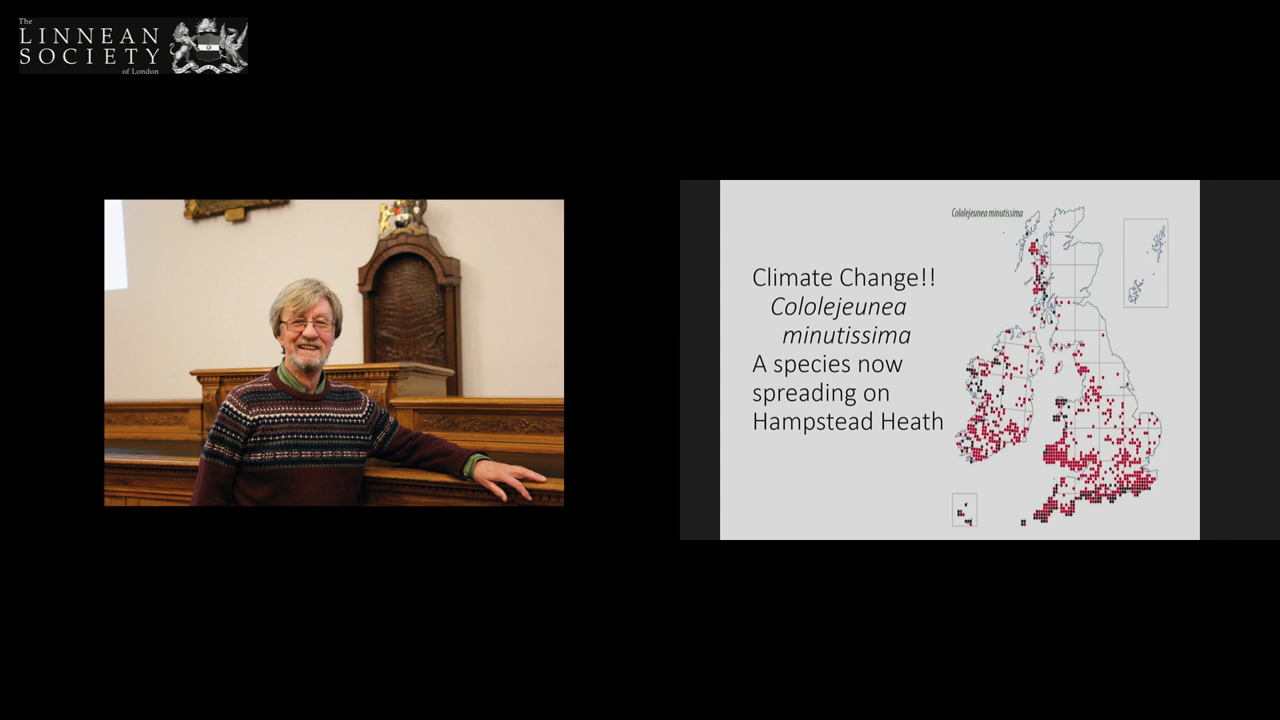 The
LINNEAN
SOCIETY
of London
Cololejeunea minutissima
Climate Change!!
Cololejeunea
minutissima
A species now
spreading on
Hampstead Heath